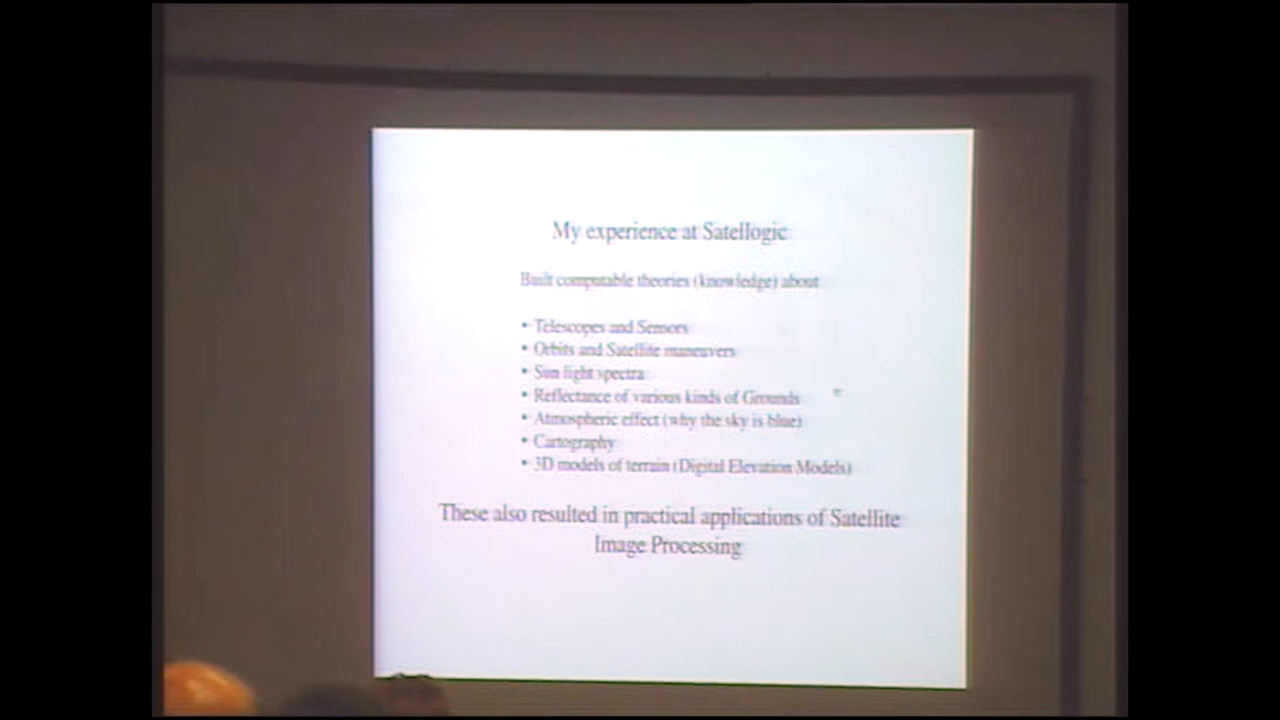 My experience at Satellogic
Built computable theories (knowledge) about
• Telescopes and Sensors
• Orbits and Satellite maneuvers
• Sun light spectra
• Reflectance of various kinds of Grounds
• Atmospheric effect (why the sky is blue)
• Cartography
• 3D models of terrain (Digital Elevation Models)
These also resulted in practical applications of Satellite
Image Processing